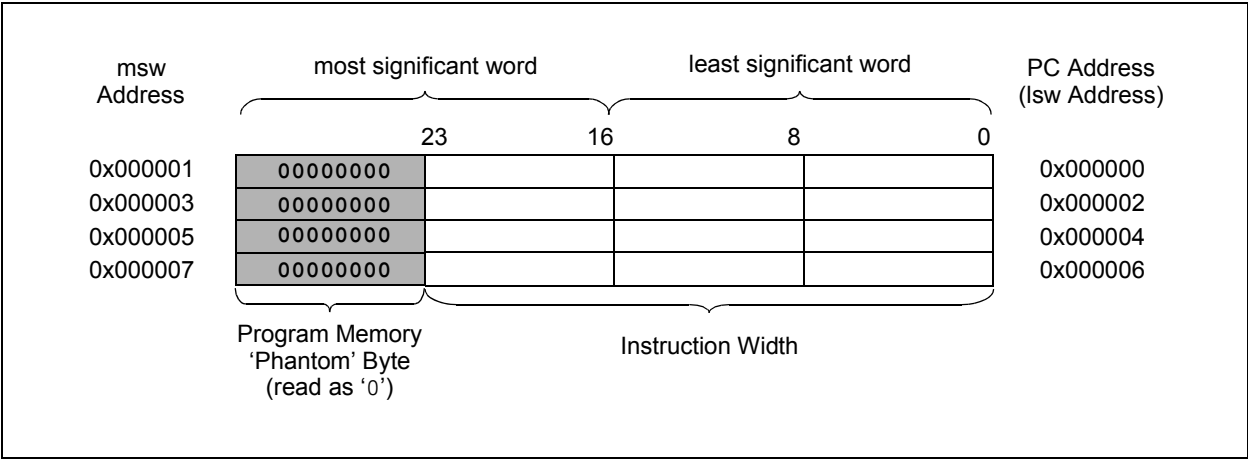 msw
Address
most significant word
least significant word
PC Address
(lsw Address)
23
16
8
0
0x000001
00000000
0x000000
0x000003
00000000
0x000002
0x000005
00000000
0x000004
0x000007
00000000
0x000006
Program Memory
‘Phantom’ Byte
(read as ‘0’)
Instruction Width